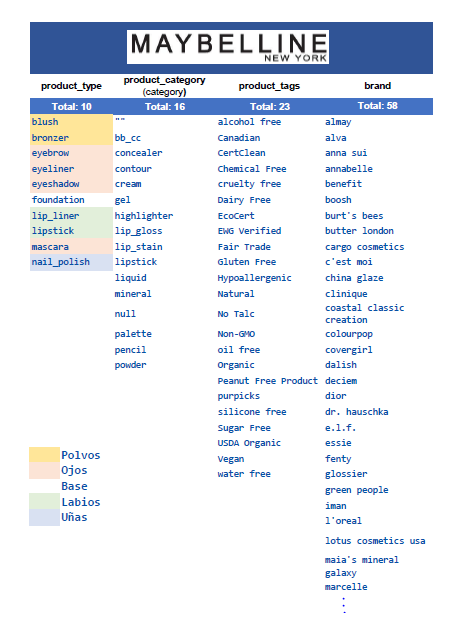 MAYBELLINE
NEW YORK
product_type product_category (category) product_tags brand
Total: 10 Total: 16 Total: 23 Total: 58
blush "" alcohol free almay
bronzer bb_cc Canadian alva
eyebrow concealer CertClean anna sui
eyeliner contour Chemical Free annabelle
eyeshadow cream cruelty free benefit
foundation gel Dairy Free boosh
lip_liner highlighter EcoCert burt's bees
lipstick lip_gloss EWG Verified butter london
mascara lip_stain Fair Trade cargo cosmetics
nail_polish lipstick Gluten Free c'est moi
liquid Hypoallergenic china glaze
mineral Natural clinique
null No Talc coastal classic creation
palette Non-GMO colourpop
pencil oil free covergirl
powder Organic dalish
Peanut Free Product deciem
purpicks dior
silicone free dr. hauschka
Sugar Free e.l.f.
USDA Organic essie
Vegan fenty
water free glossier
green people
iman
l'oreal
lotus cosmetics usa
maia's mineral
galaxy
marcelle
Polvos
Ojos
Base
Labios
Uñas